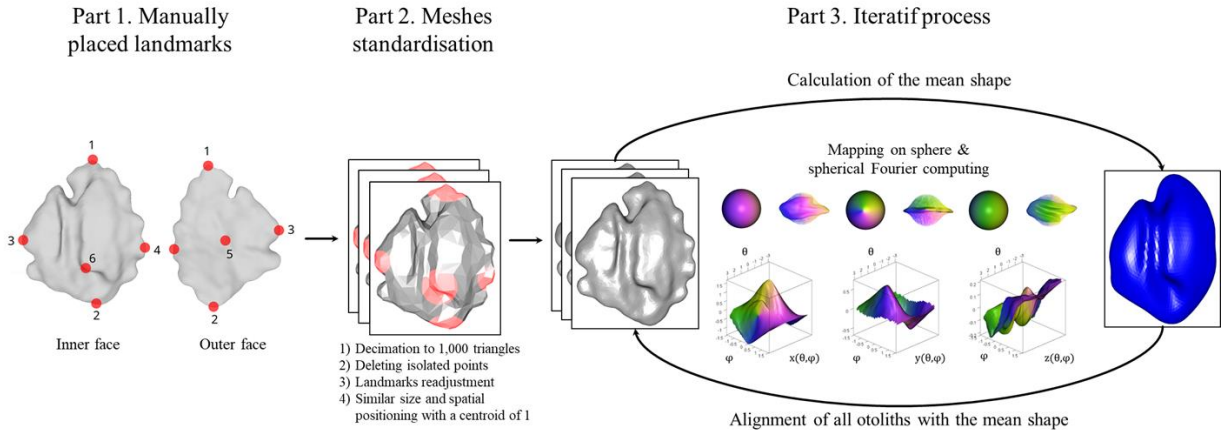 Part 1. Manually
placed landmarks
Part 2. Meshes
standardisation
Part 3. Iteratif process
1
3
6
4
2
Inner face
1
3
5
2
Outer face
1) Decimation to 1,000 triangles
2) Deleting isolated points
3) Landmarks readjustment
4) Similar size and spatial
positioning with a centroid of 1
Calculation of the mean shape
Mapping on sphere &
spherical Fourier computing
θ
θ
θ
φ
x(θ,φ)
φ
y(θ,φ)
φ
z(θ,φ)
Alignment of all otoliths with the mean shape